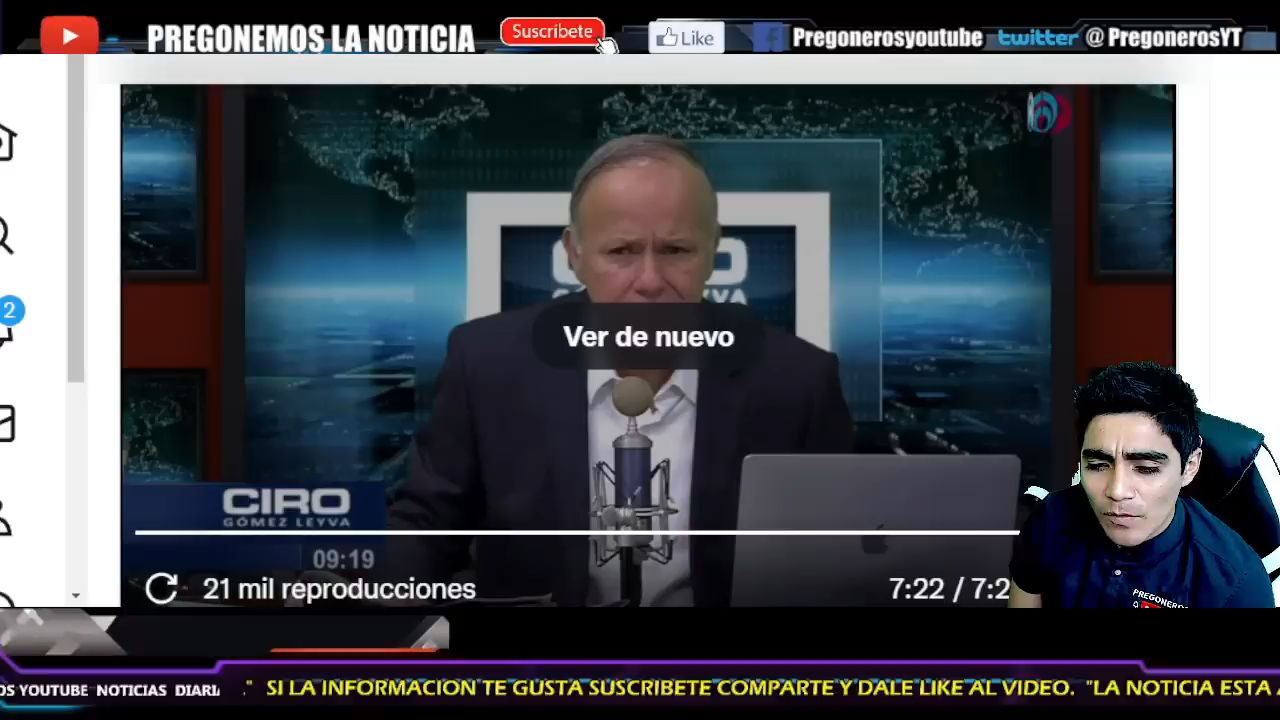 PREGONEMOS LA NOTICIA
Suscríbete
Like
Pregonerosyoutube
twitter @PregonerosYT
2
Ver de nuevo
CIRO
GÓMEZ LEYVA
09:19
21 mil reproducciones
7:22 / 7:2
PREGONEROS
OS YOUTUBE NOTICIAS DIARI
." SI LA INFORMACION TE GUSTA SUSCRIBETE COMPARTE Y DALE LIKE AL VIDEO. "LA NOTICIA ESTA